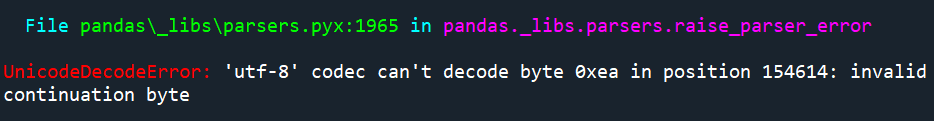 File pandas\_libs\parsers.pyx:1965 in pandas._libs.parsers.raise_parser_error
UnicodeDecodeError: 'utf-8' codec can't decode byte 0xea in position 154614: invalid
continuation byte